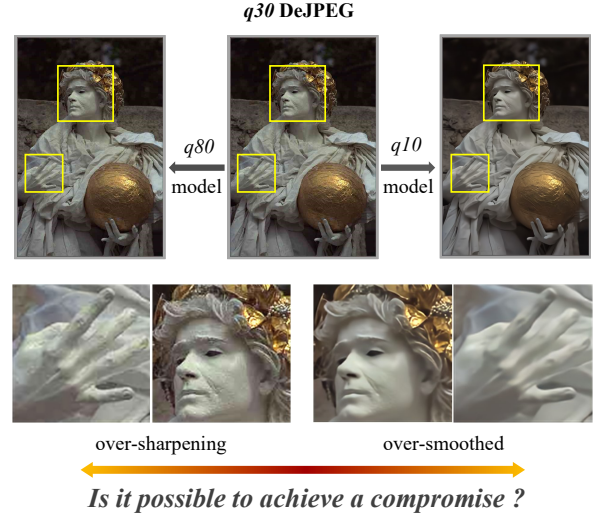 q30 DeJPEG
q80
model
q10
model
over-sharpening
over-smoothed
Is it possible to achieve a compromise ?